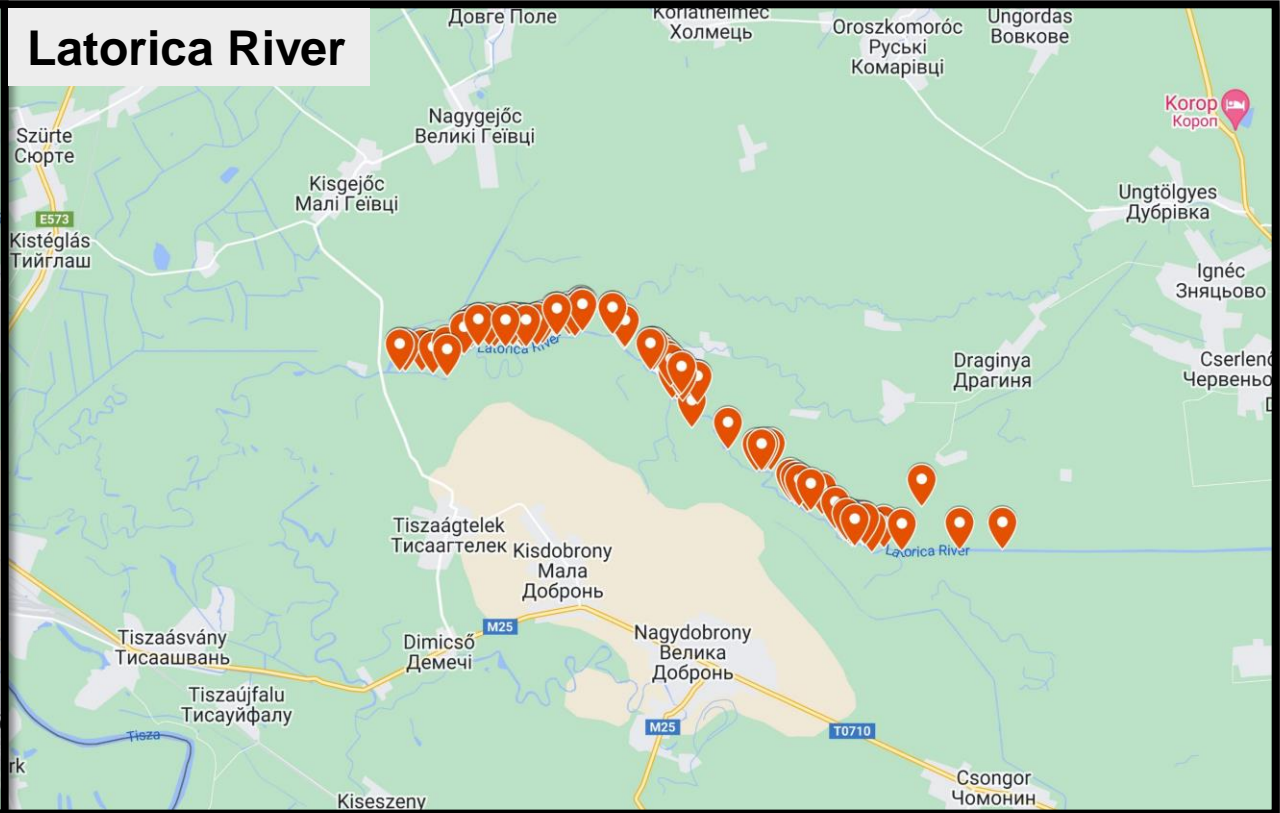 Latorica River
Довге Поле
Korláthelmec
Холмець
Oroszkomoróc
Руські
Комарівці
Ungordas
Вовкове
Korop
Короп
Nagygejőc
Великі Геївці
Szürte
Сюрте
Kisgejőc
Малі Геївці
Ungtölgyes
Дубрівка
E573
Kistéglás
Тийглаш
Ignéc
Зняцьово
Latorica River
Draginya
Драгиня
Червеньо
Tiszaágtelek
Тисаагтелек
Kisdobrony
Мала
Добронь
Latorica River
M25
Tiszaásvány
Тисаашвань
Dimicső
Демечі
Nagydobrony
Велика
Добронь
Tiszaújfalu
Тисауйфалу
M25
T0710
Tisza
rk
Csongor
Чомонин
Kiseszeny